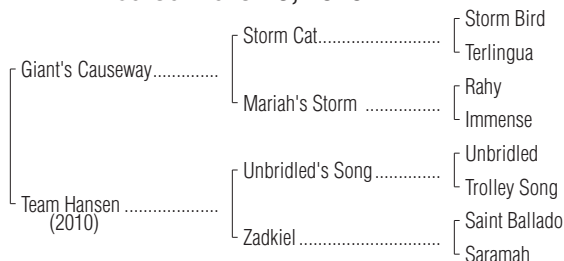 Storm Bird
Storm Cat
Terlingua
Giant's Causeway
Rahy
Mariah's Storm
Immense
Unbridled
Unbridled's Song
Trolley Song
Team Hansen
(2010)
Saint Ballado
Zadkiel
Saramah